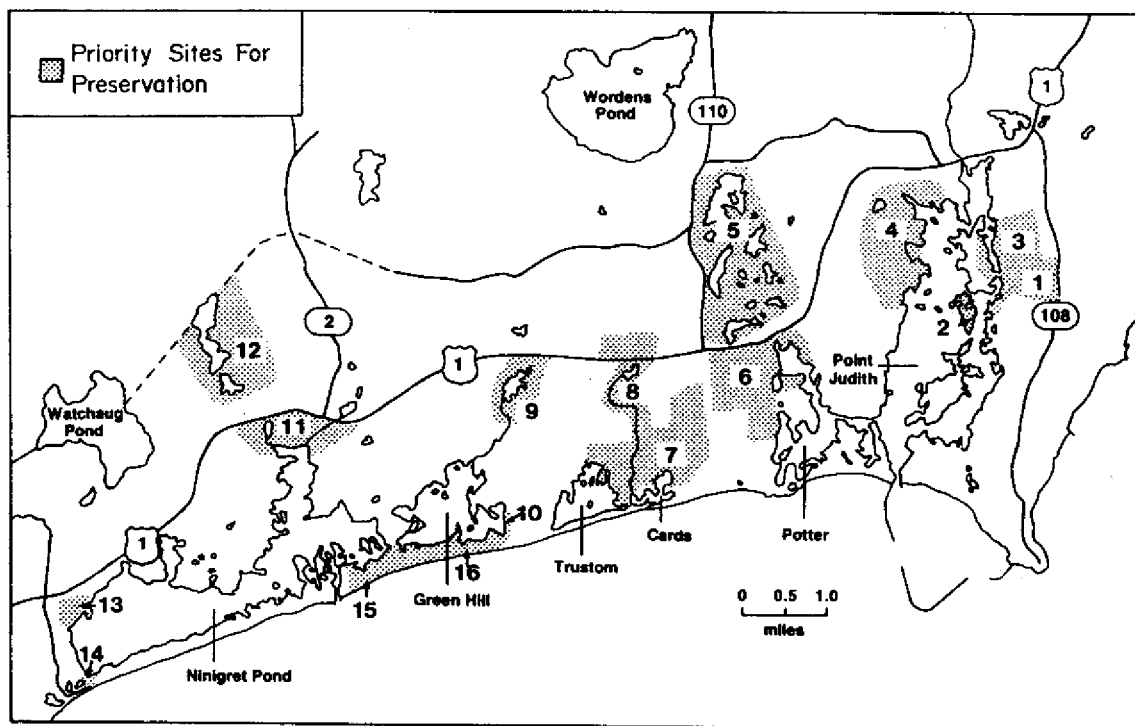 Priority Sites For
Preservation
Wordens
Pond
110
1
5
4
3
1
2
108
2
12
1
Point
Judith
6
8
9
Watchaug
Pond
11
7
10
1
Cards
Potter
Trustom
16
Green Hill
15
0 0.5 1.0
miles
13
14
Ninigret Pond